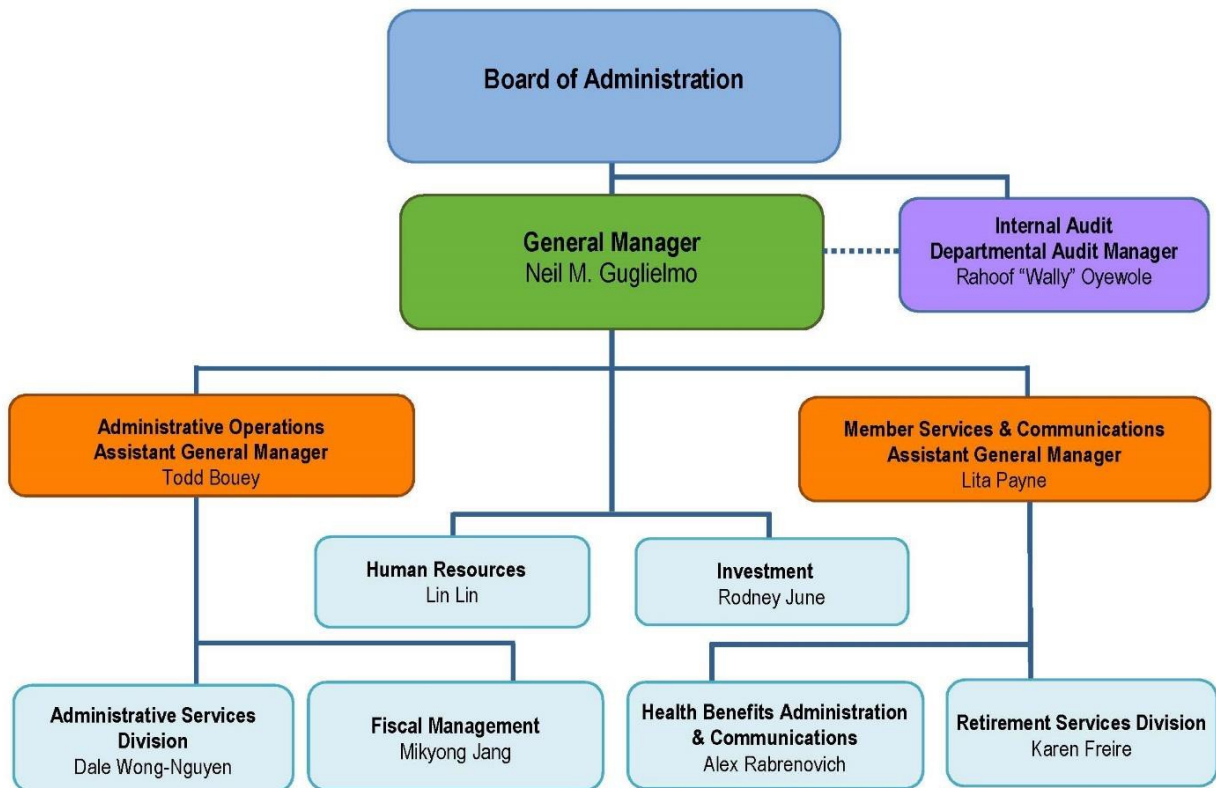 Board of Administration
General Manager
Neil M. Guglielmo
Internal Audit
Departmental Audit Manager
Rahoof “Wally” Oyewole
Administrative Operations
Assistant General Manager
Todd Bouey
Member Services & Communications
Assistant General Manager
Lita Payne
Human Resources
Lin Lin
Investment
Rodney June
Administrative Services
Division
Dale Wong-Nguyen
Fiscal Management
Mikyong Jang
Health Benefits Administration
& Communications
Alex Rabrenovich
Retirement Services Division
Karen Freire